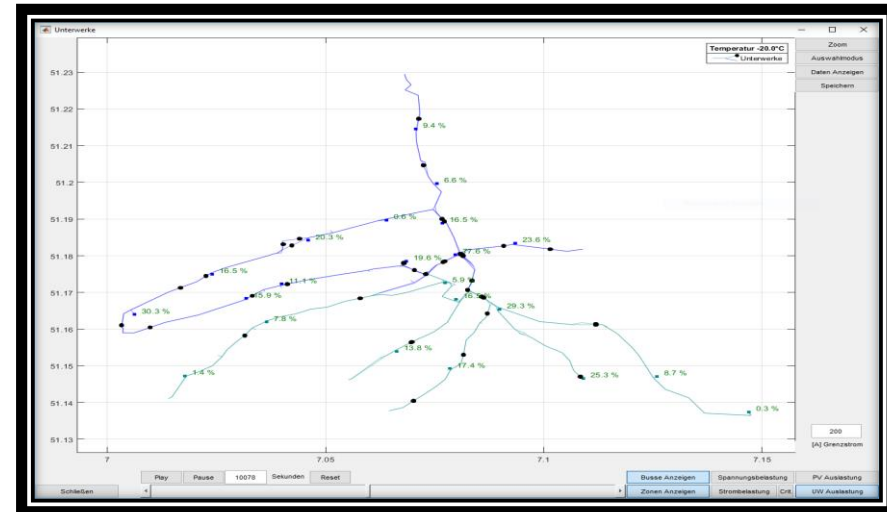 Unterwerke
Temperatur -20.0°C
Unterwerke
Zoom
Auswahlmodus
Daten Anzeigen
Speichern
51.23
51.22
51.21
51.2
51.19
51.18
51.17
51.16
51.15
51.14
51.13
9.4 %
6.6 %
0.6 %
16.5 %
20.3 %
23.6 %
19.6 %
16.5 %
11.1 %
5.9
30.3 %
29.3 %
7.8 %
13.8 %
17.4 %
1.4 %
25.3 %
8.7 %
0.3 %
7
7.05
7.1
7.15
200
[A] Grenzstrom
Play
Pause
10070
Sekunden
Reset
Busse Anzeigen
Spannungsbelastung
PV Auslastung
Schließen
Zonen Anzeigen
Strombelastung
Crit.
UW Auslastung